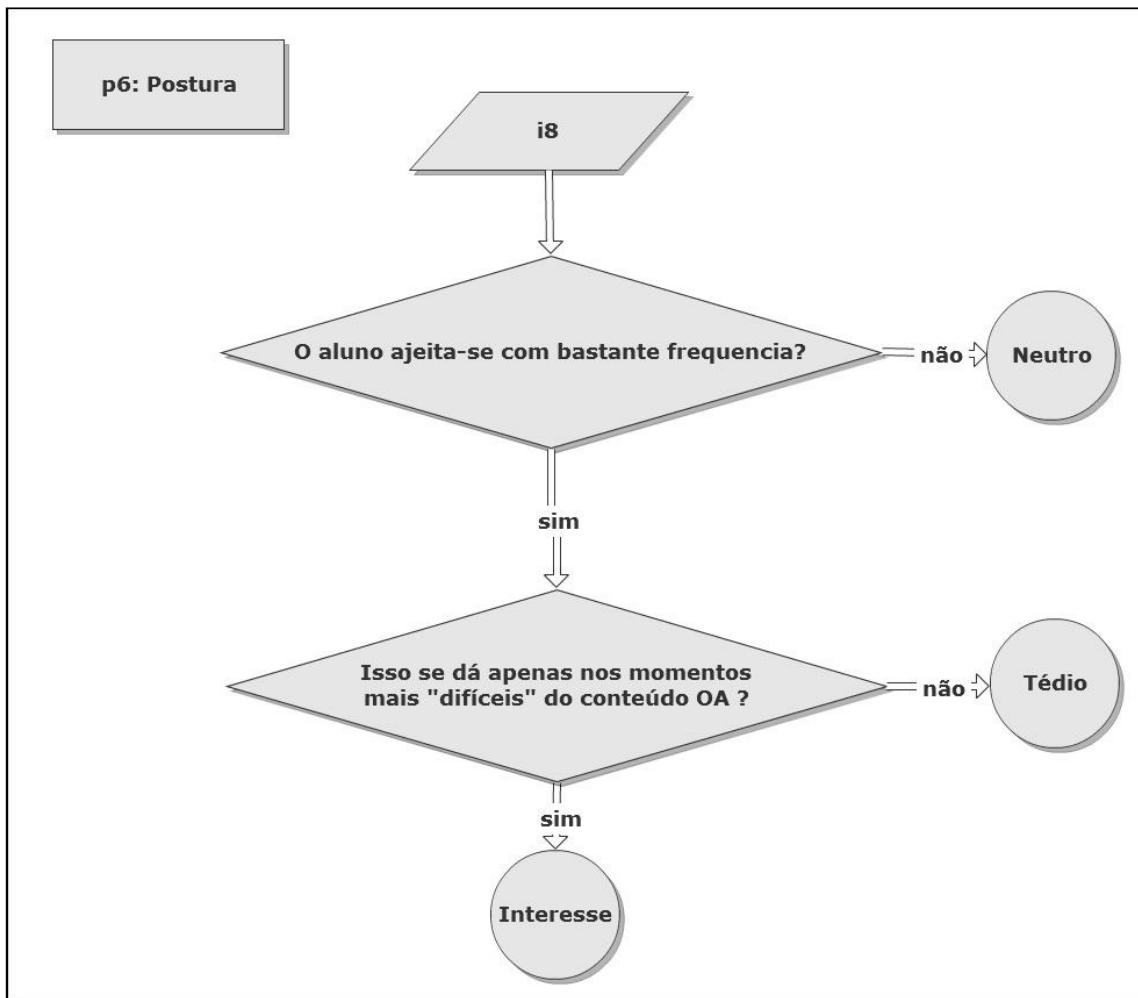 p6: Postura
i8
O aluno ajeita-se com bastante frequencia?
não
Neutro
sim
Isso se dá apenas nos momentos
mais "difíceis" do conteúdo OA ?
não
Tédio
sim
Interesse